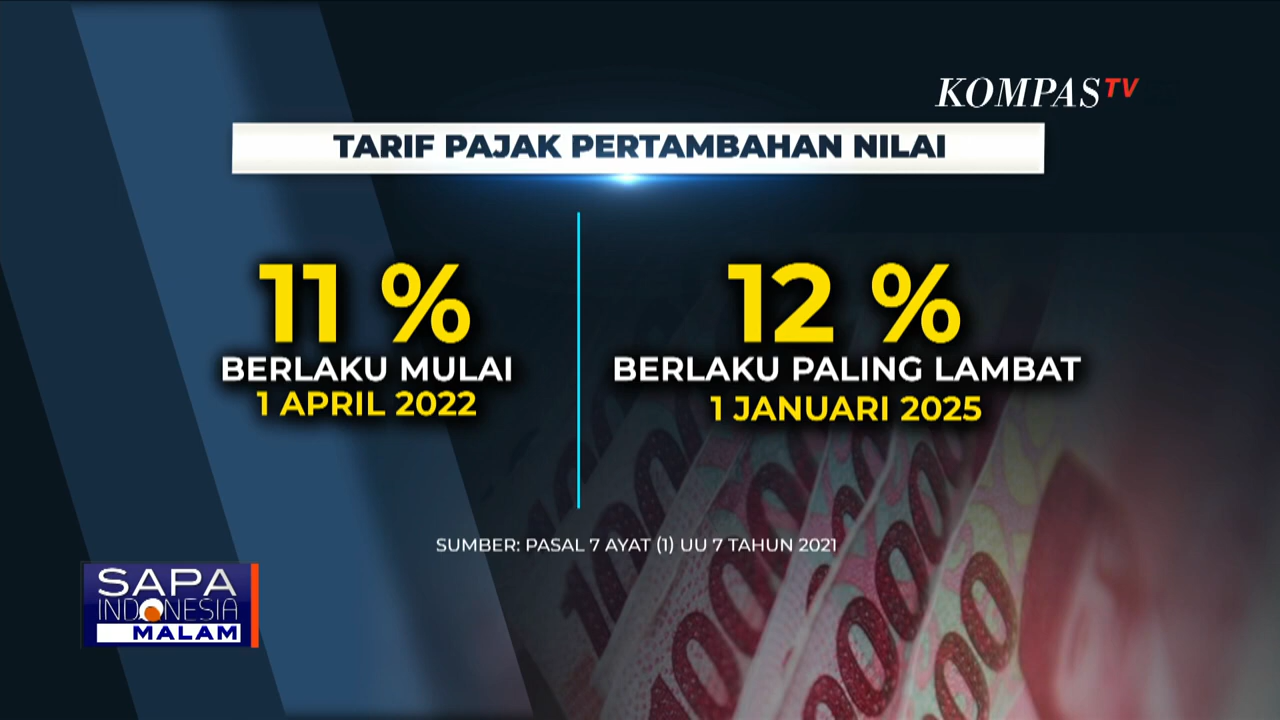 KOMPASTV
TARIF PAJAK PERTAMBAHAN NILAI
11 %
BERLAKU MULAI
1 APRIL 2022
12 %
BERLAKU PALING LAMBAT
1 JANUARI 2025
SUMBER: PASAL 7 AYAT (1) UU 7 TAHUN 2021
SAPA
INDONESIA
MALAM